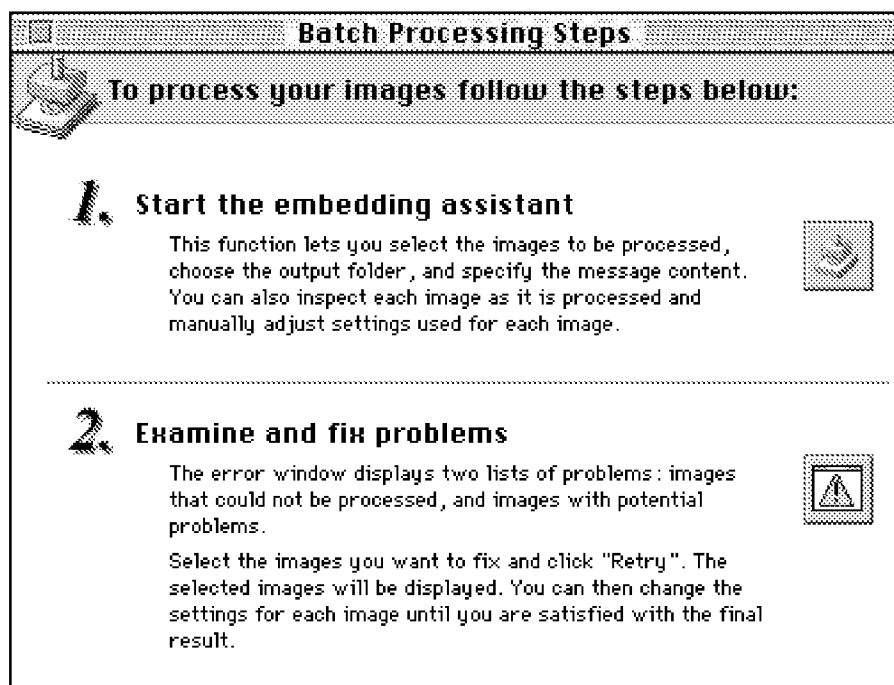 Batch Processing Steps
To process your images follow the steps below:
1. Start the embedding assistant
This function lets you select the images to be processed,
choose the output folder, and specify the message content.
You can also inspect each image as it is processed and
manually adjust settings used for each image.
2. Examine and fix problems
The error window displays two lists of problems: images
that could not be processed, and images with potential
problems.
Select the images you want to fix and click "Retry". The
selected images will be displayed. You can then change the
settings for each image until you are satisfied with the final
result.